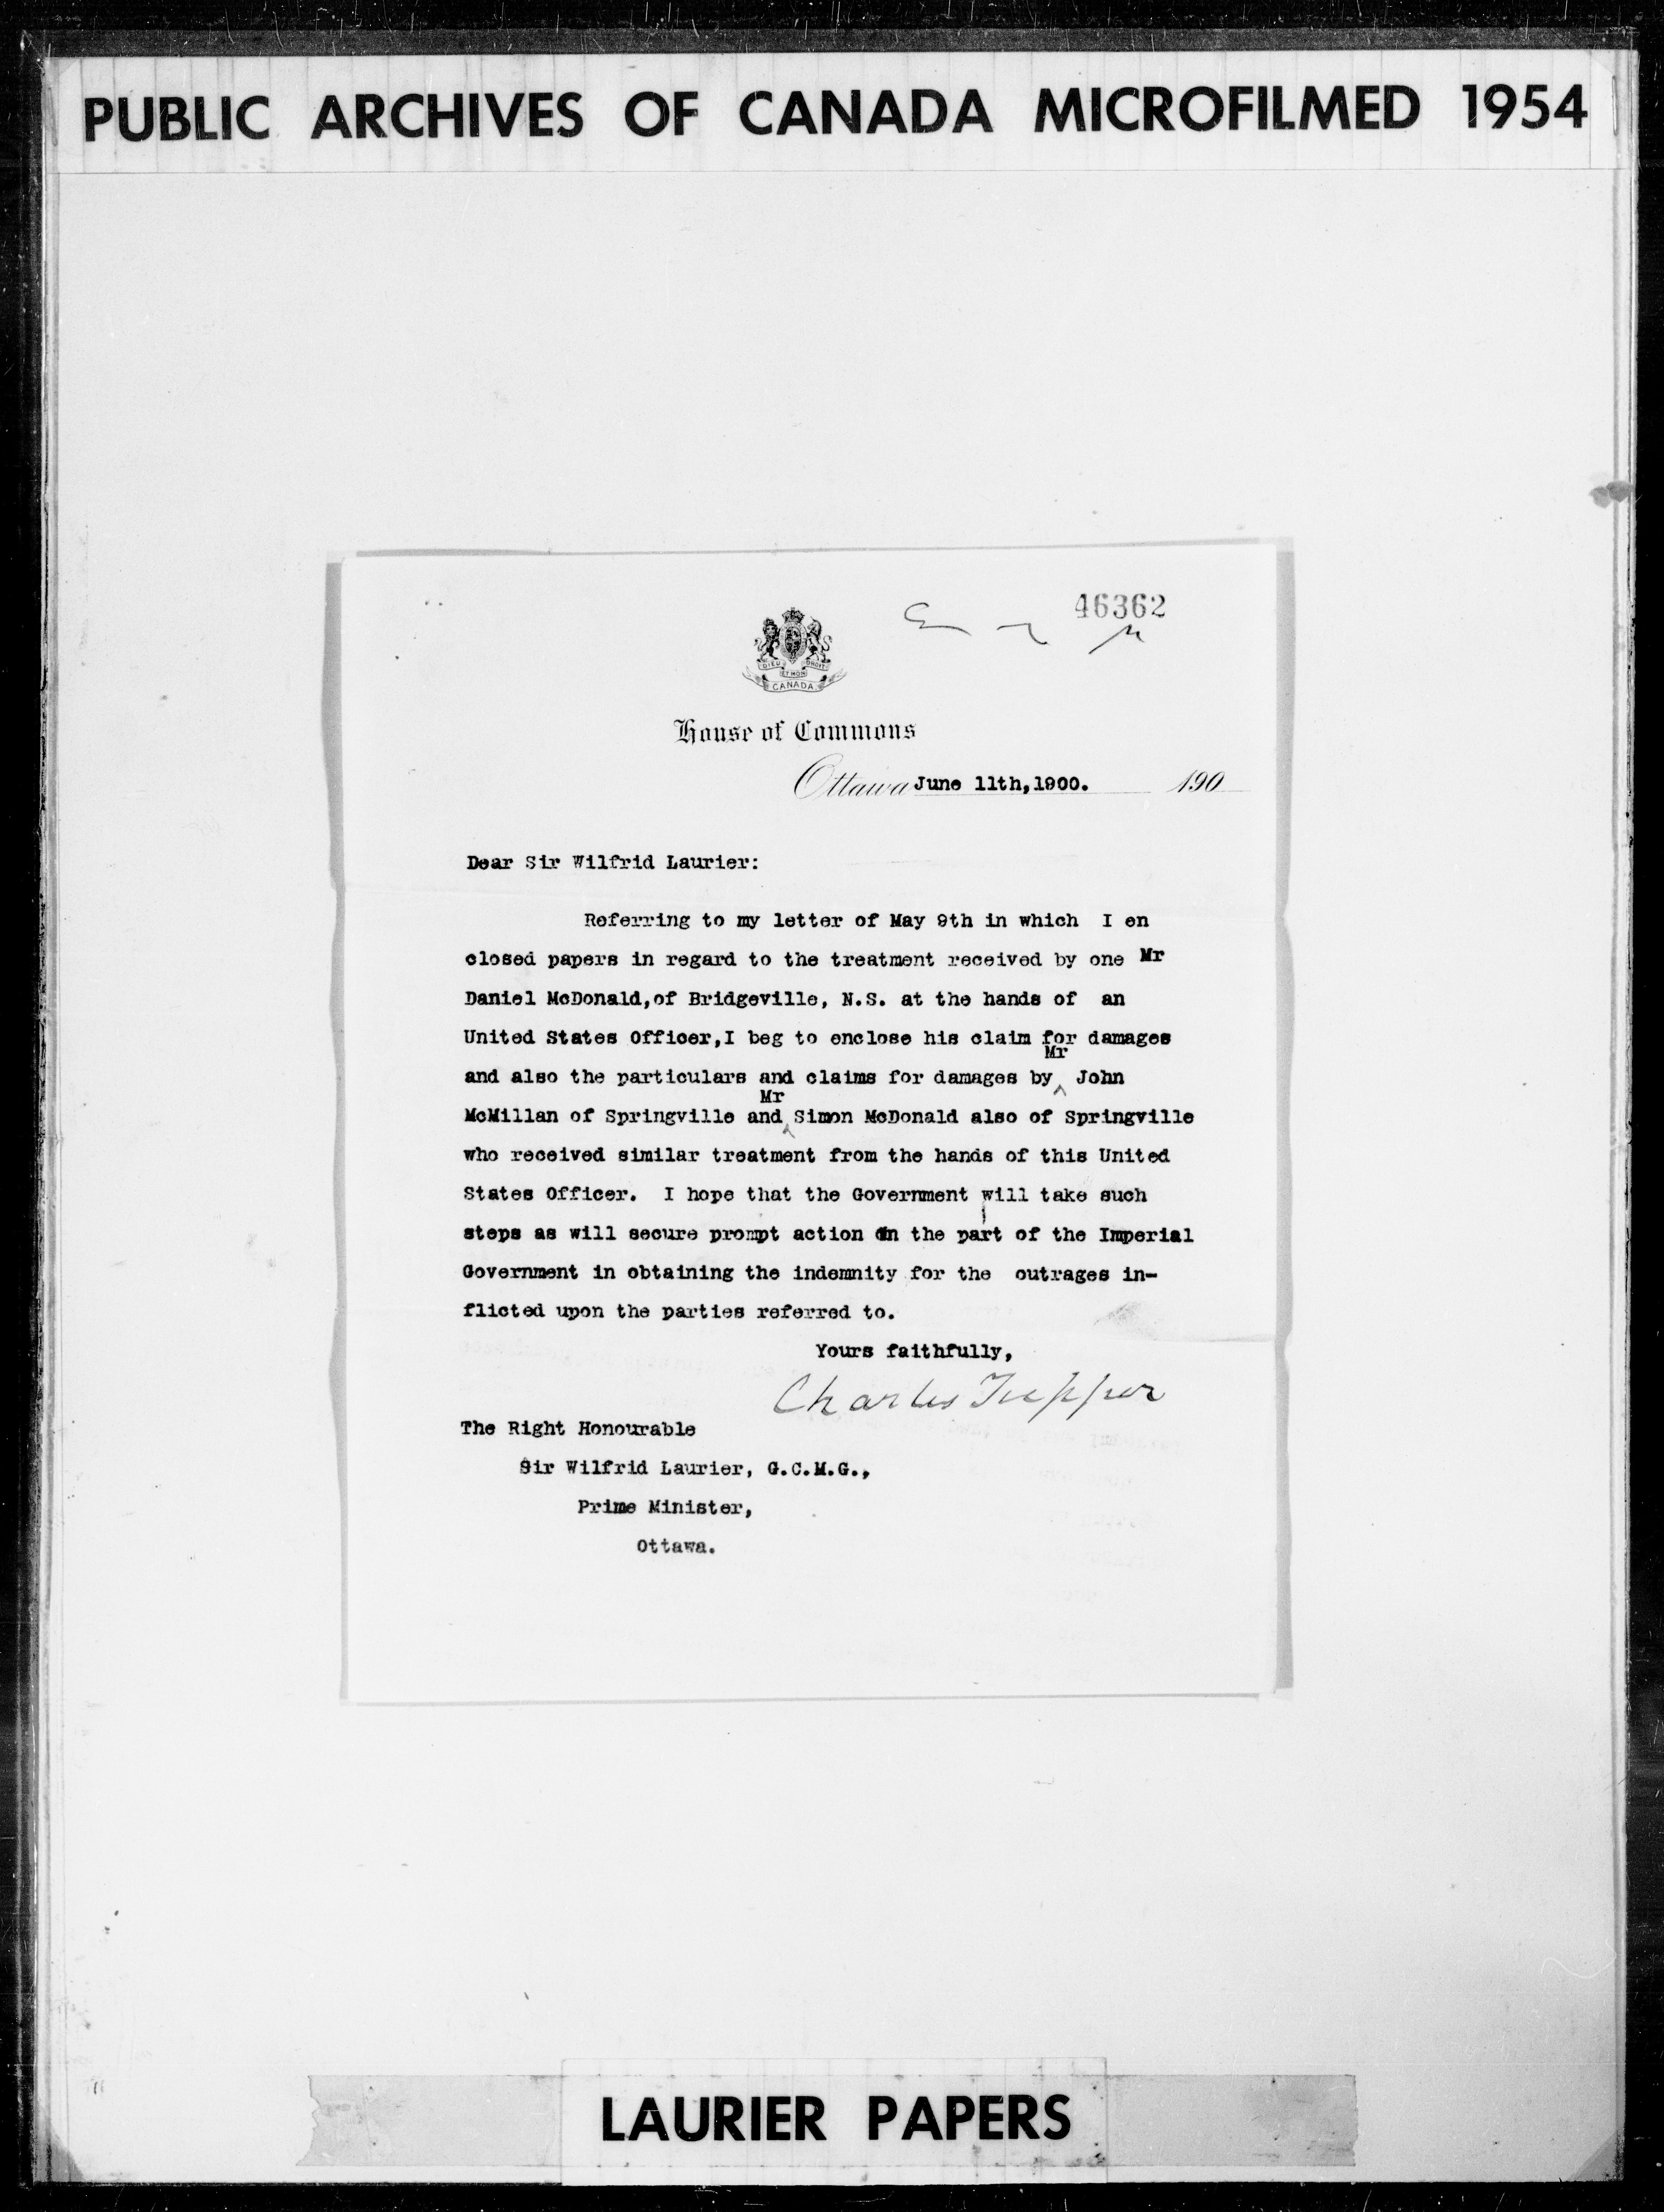 PUBLIC ARCHIVES OF CANADA MICROFILMED 1954
46362
DIEU ET MON DROIT
CANADA
House of Commons
Ottawa June 11th,1900. 190
Dear Sir Wilfrid Laurier:
Referring to my letter of May 9th in which I en
closed papers in regard to the treatment received by one Mr
Daniel McDonald,of Bridgeville, N.S. at the hands of an
United States Officer,I beg to enclose his claim for damages
and also the particulars and claims for damages by ^ Mr John
McMillan of Springville and ^ Mr Simon McDonald also of Springville
who received similar treatment from the hands of this United
States Officer. I hope that the Government will take such
steps as will secure prompt action on the part of the Imperial
Government in obtaining the indemnity for the outrages in-
flicted upon the parties referred to.
Yours faithfully,
Charles Tupper
The Right Honourable
Sir Wilfrid Laurier, G.C.M.G.,
Prime Minister,
Ottawa.
LAURIER PAPERS